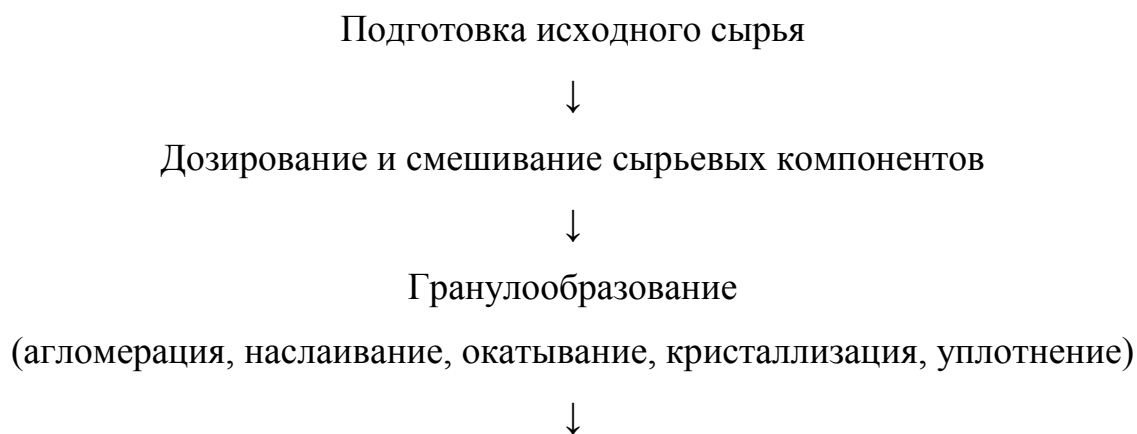 Подготовка исходного сырья
↓
Дозирование и смешивание сырьевых компонентов
↓
Гранулообразование
(агломерация, наслаивание, окатывание, кристаллизация, уплотнение)
↓